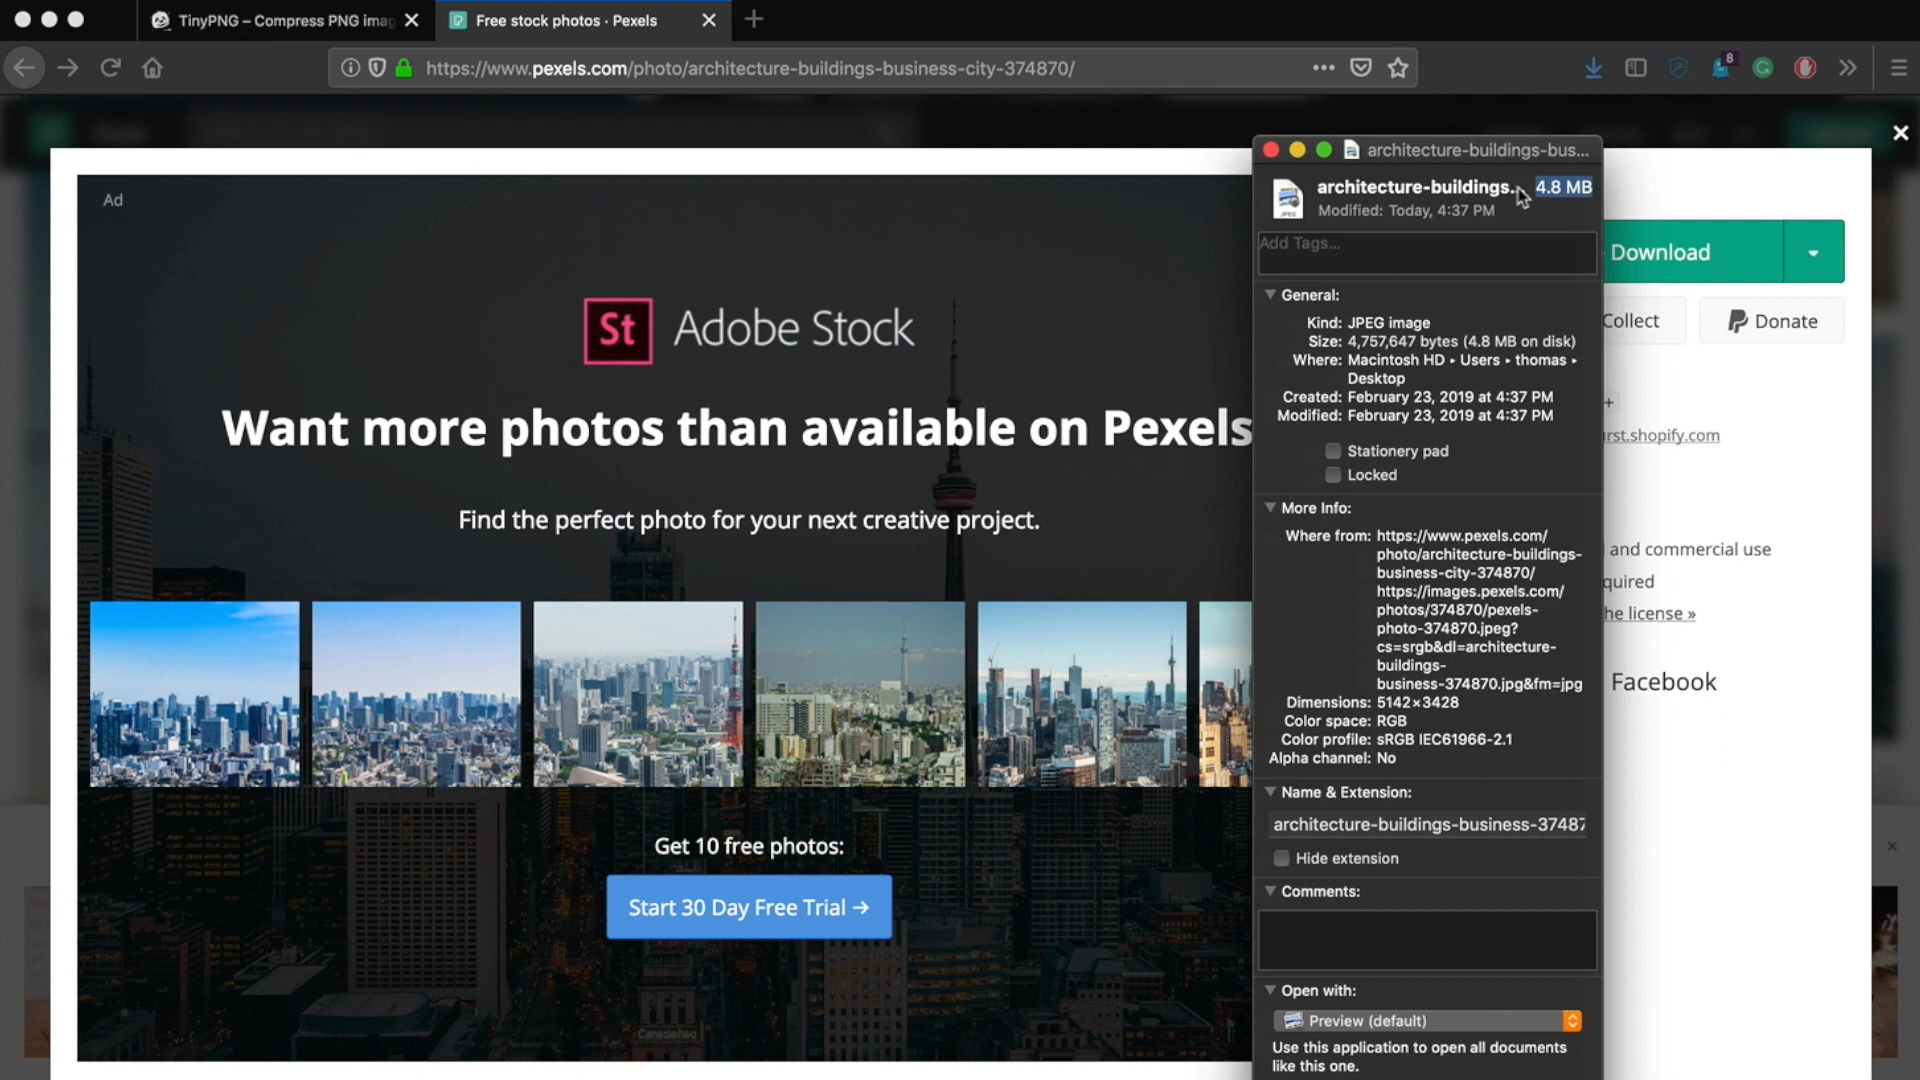 TinyPNG – Compress PNG imag
Free stock photos · Pexels
https://www.pexels.com/photo/architecture-buildings-business-city-374870/
8
Ad
St Adobe Stock
Want more photos than available on Pexels
Find the perfect photo for your next creative project.
Get 10 free photos:
Start 30 Day Free Trial →
architecture-buildings-bus...
JPEG
architecture-buildings... 4.8 MB
Modified: Today, 4:37 PM
Add Tags...
General:
Kind: JPEG image
Size: 4,757,647 bytes (4.8 MB on disk)
Where: Macintosh HD ▸ Users ▸ thomas ▸
Desktop
Created: February 23, 2019 at 4:37 PM
Modified: February 23, 2019 at 4:37 PM
Stationery pad
Locked
More Info:
Where from: https://www.pexels.com/
photo/architecture-buildings-
business-city-374870/
https://images.pexels.com/
photos/374870/pexels-
photo-374870.jpeg?
cs=srgb&dl=architecture-
buildings-
business-374870.jpg&fm=jpg
Dimensions: 5142×3428
Color space: RGB
Color profile: sRGB IEC61966-2.1
Alpha channel: No
Name & Extension:
architecture-buildings-business-37487
Hide extension
Comments:
Open with:
Preview (default)
Use this application to open all documents
like this one.
Download
Collect
Donate
+
rst.shopify.com
and commercial use
quired
he license »
Facebook